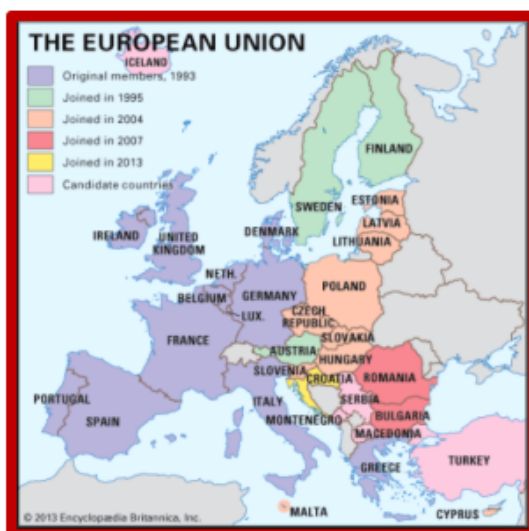 THE EUROPEAN UNION
ICELAND
Original members, 1993
Joined in 1995
Joined in 2004
Joined in 2007
Joined in 2013
Candidate countries
FINLAND
SWEDEN
ESTONIA
LATVIA
LITHUANIA
DENMARK
IRELAND
UNITED
KINGDOM
NETH.
BELGIUM
GERMANY
LUX.
POLAND
CZECH
REPUBLIC
SLOVAKIA
FRANCE
AUSTRIA
HUNGARY
SLOVENIA
CROATIA
ROMANIA
SERBIA
ITALY
PORTUGAL
SPAIN
MONTENEGRO
BULGARIA
MACEDONIA
GREECE
TURKEY
MALTA
CYPRUS
© 2013 Encyclopædia Britannica, Inc.